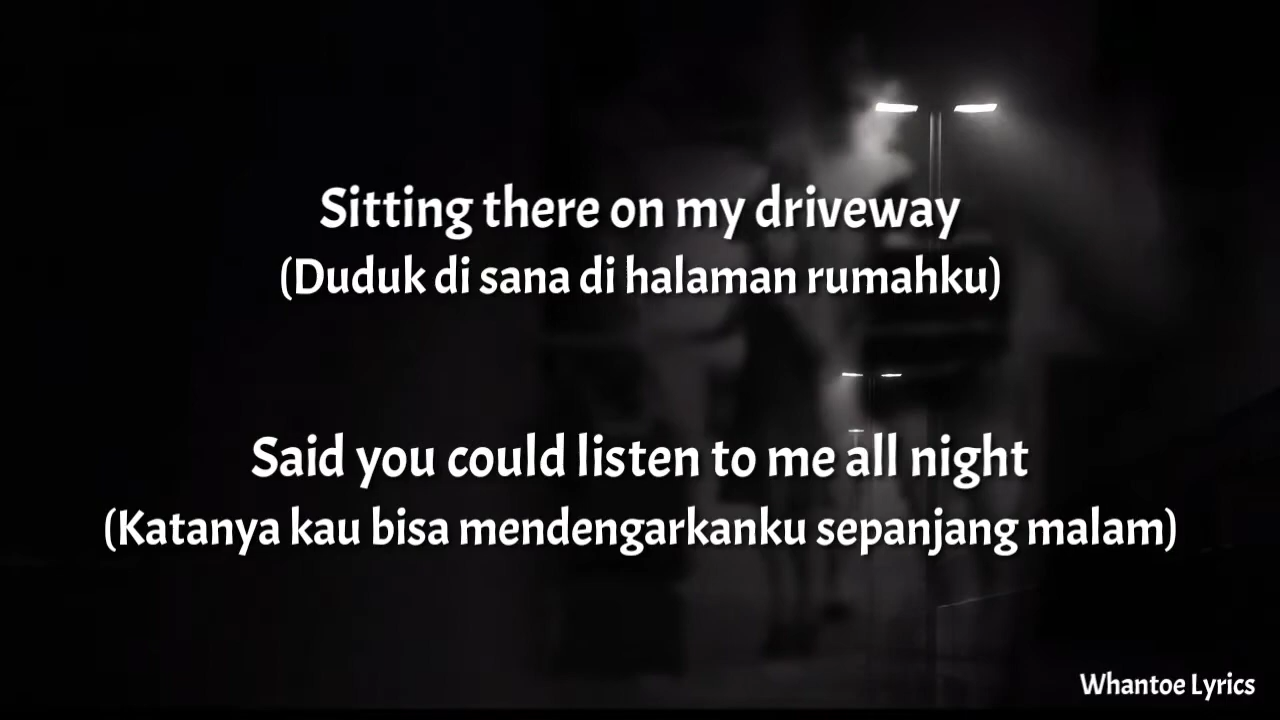 Sitting there on my driveway
(Duduk di sana di halaman rumahku)
Said you could listen to me all night
(Katanya kau bisa mendengarkanku sepanjang malam)
Whantoe Lyrics